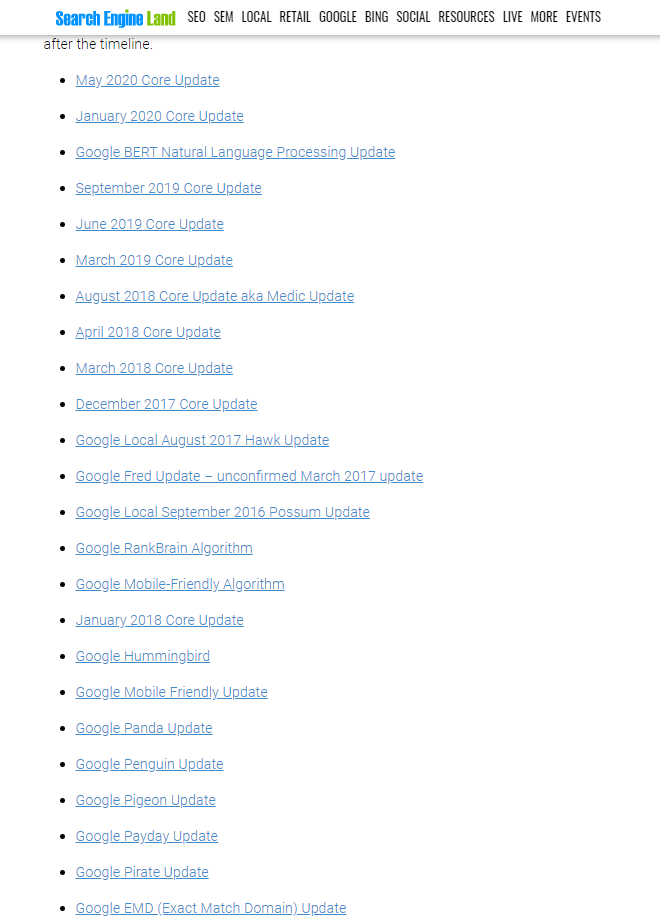 Search Engine Land SEO SEM LOCAL RETAIL GOOGLE BING SOCIAL RESOURCES LIVE MORE EVENTS
after the timeline.
May 2020 Core Update
January 2020 Core Update
Google BERT Natural Language Processing Update
September 2019 Core Update
June 2019 Core Update
March 2019 Core Update
August 2018 Core Update aka Medic Update
April 2018 Core Update
March 2018 Core Update
December 2017 Core Update
Google Local August 2017 Hawk Update
Google Fred Update – unconfirmed March 2017 update
Google Local September 2016 Possum Update
Google RankBrain Algorithm
Google Mobile-Friendly Algorithm
January 2018 Core Update
Google Hummingbird
Google Mobile Friendly Update
Google Panda Update
Google Penguin Update
Google Pigeon Update
Google Payday Update
Google Pirate Update
Google EMD (Exact Match Domain) Update